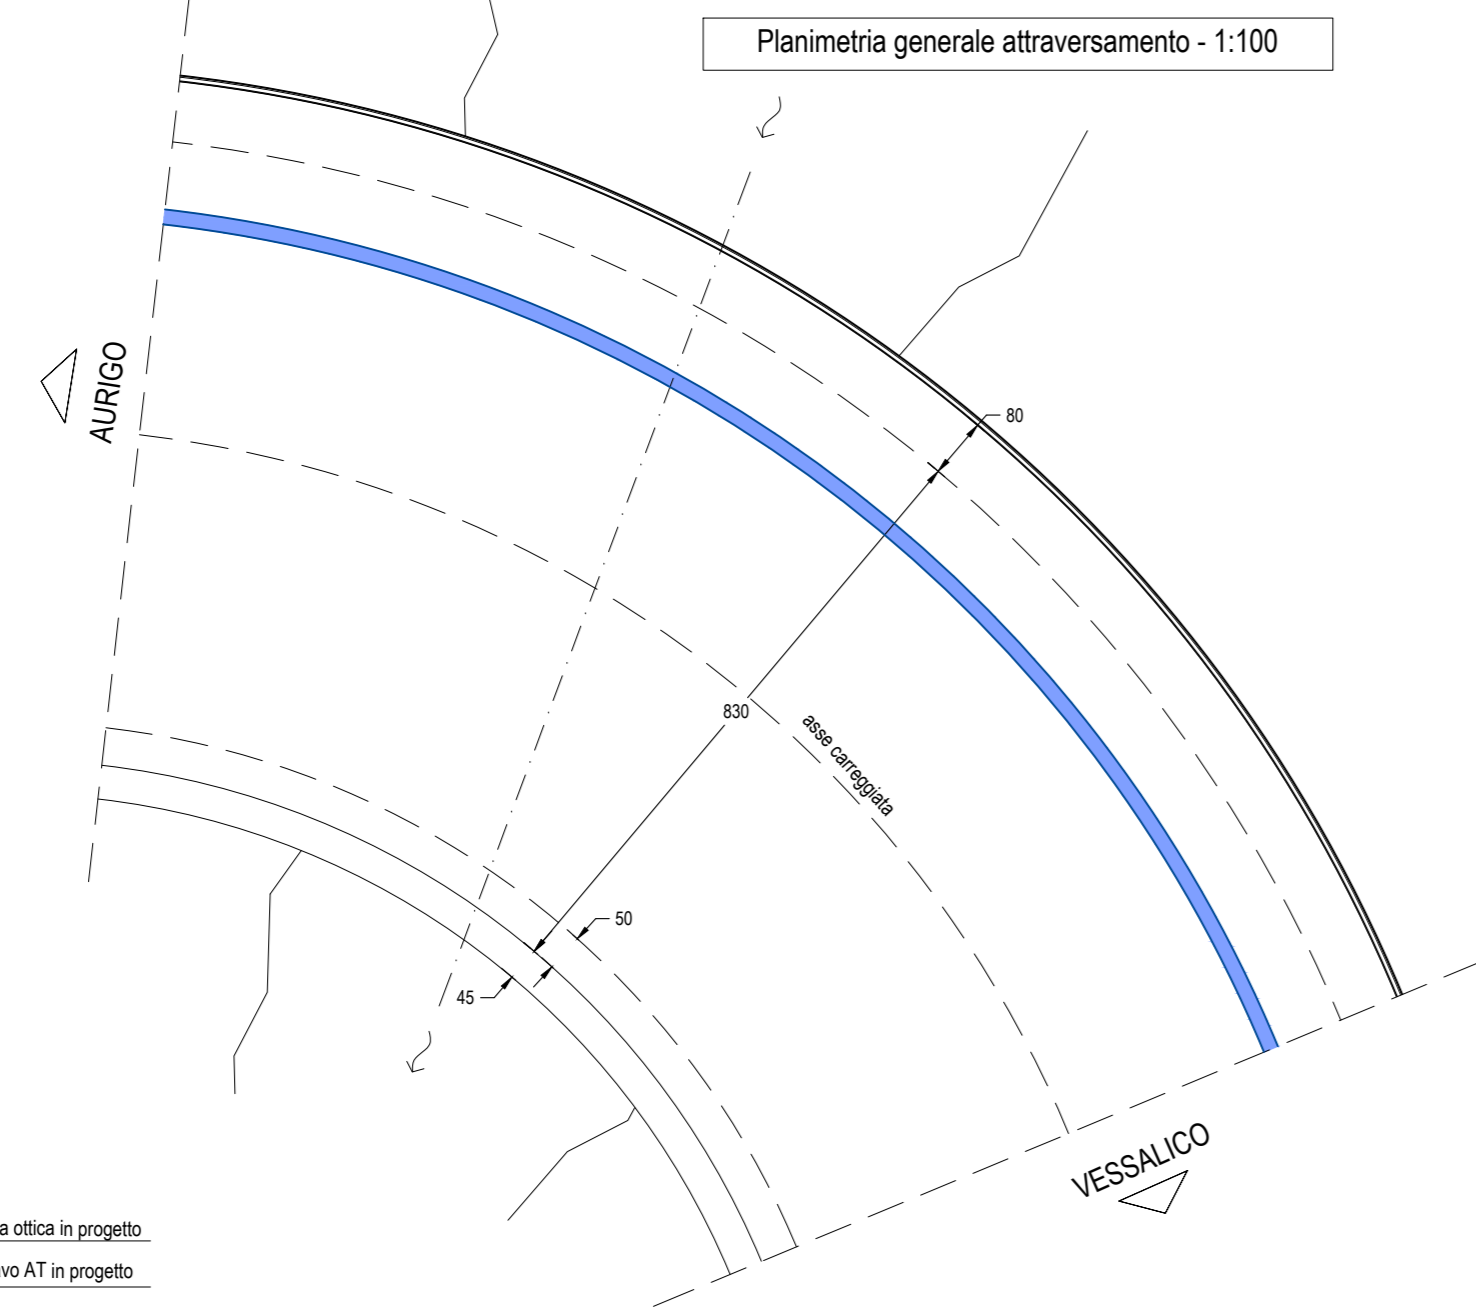 Planimetria generale attraversamento - 1:100
AURIGO
80
830
asse carreggiata
50
45
VESSALICO
ottica in progetto
AT in progetto